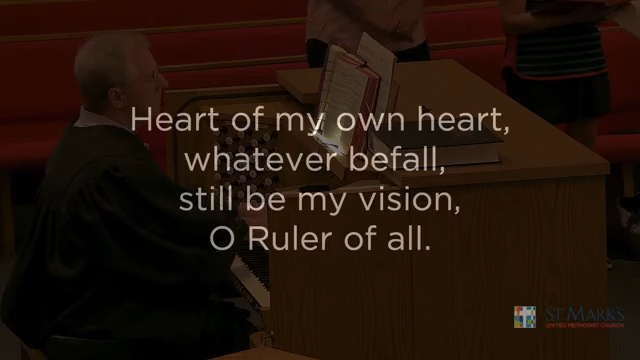 Heart of my own heart,
whatever befall,
still be my vision,
O Ruler of all.
ST. MARK'S
UNITED METHODIST CHURCH